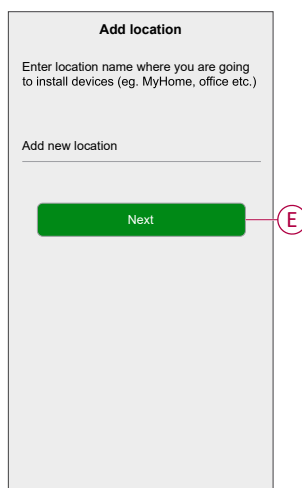 Add location
Enter location name where you are going
to install devices (eg. MyHome, office etc.)
Add new location
Next
E